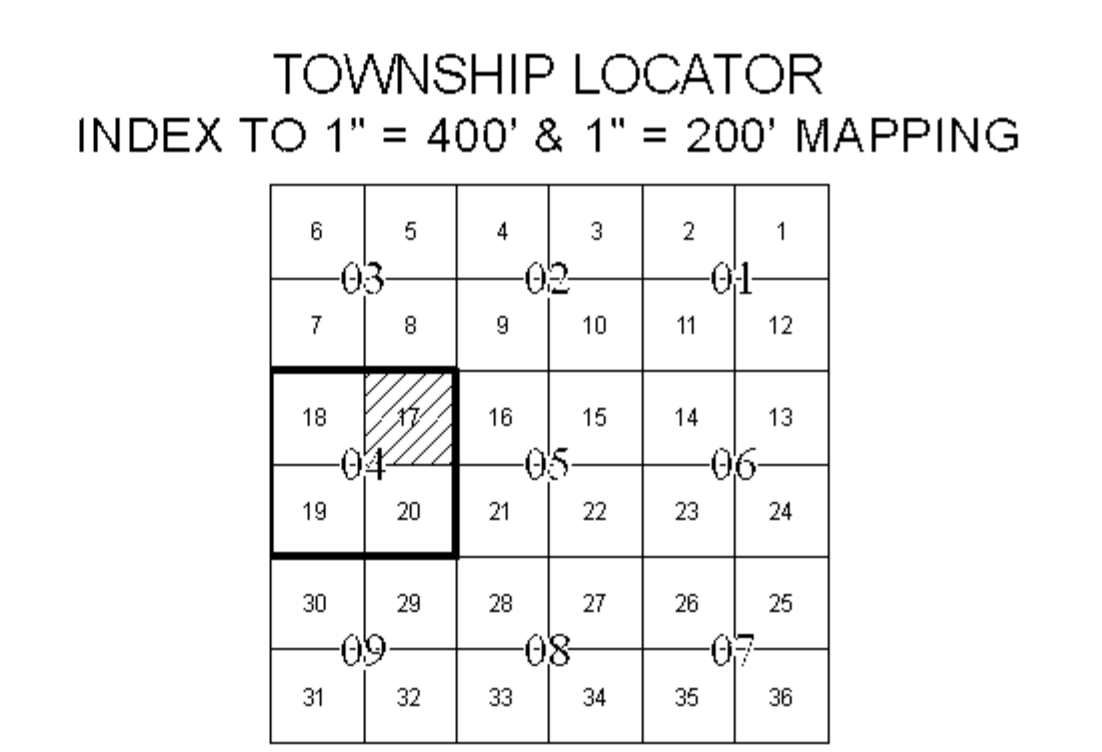 TOWNSHIP LOCATOR
INDEX TO 1" = 400' & 1" = 200' MAPPING
6 5 4 3 2 1
03 02 01
7 8 9 10 11 12
18 17 16 15 14 13
04 05 06
19 20 21 22 23 24
30 29 28 27 26 25
09 08 07
31 32 33 34 35 36